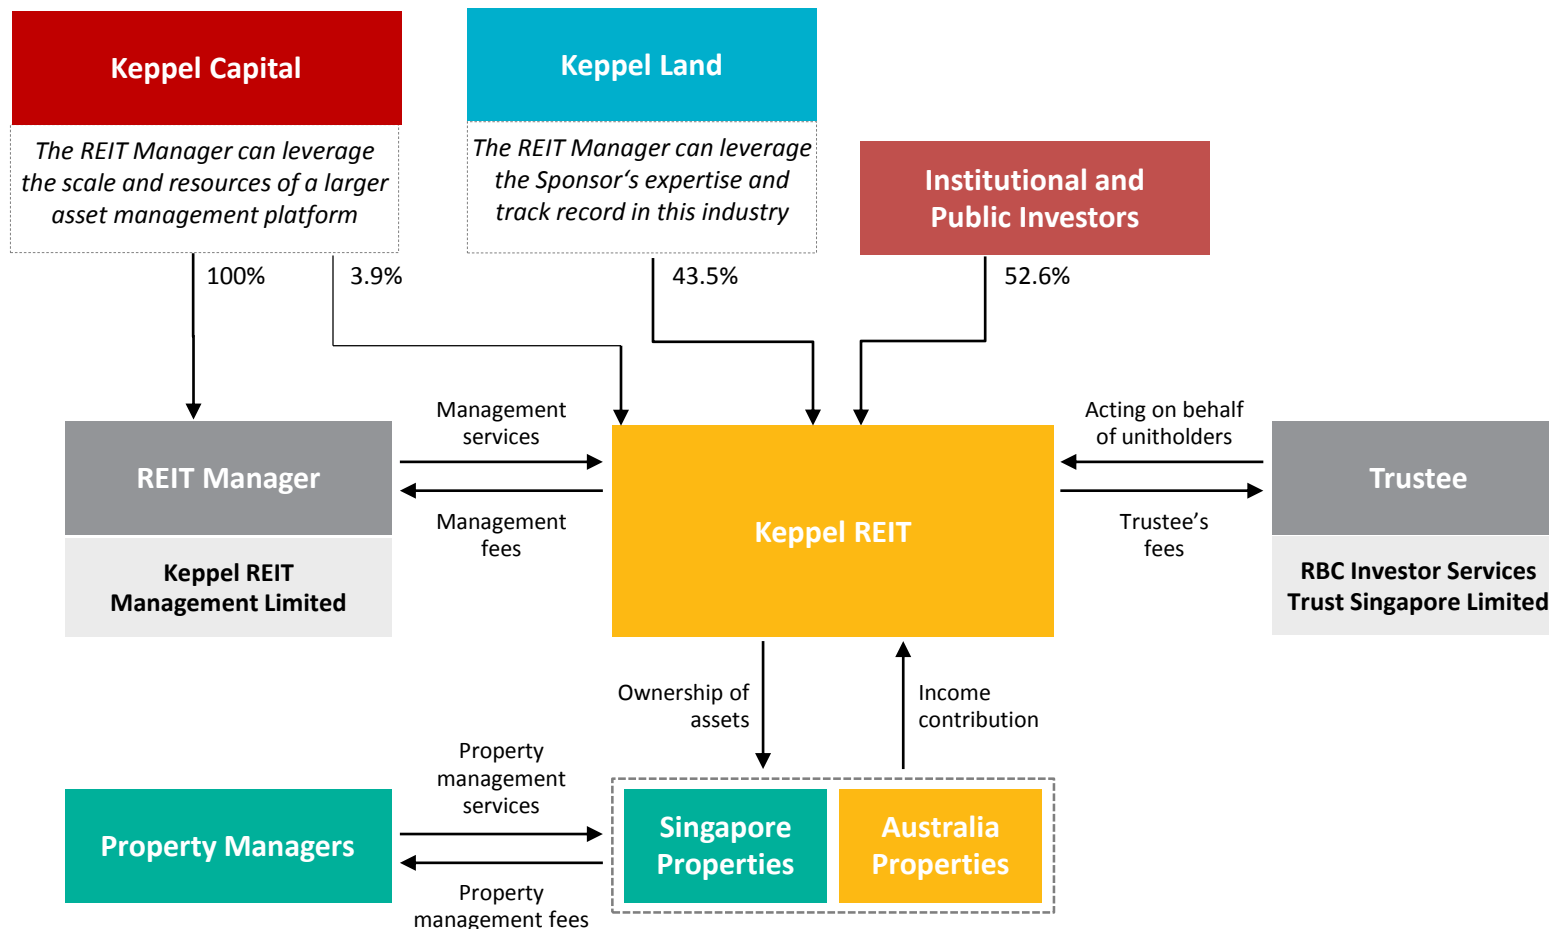 Keppel Capital
The REIT Manager can leverage
the scale and resources of a larger
asset management platform
Keppel Land
The REIT Manager can leverage
the Sponsor‘s expertise and
track record in this industry
Institutional and
Public Investors
100%
3.9%
43.5%
52.6%
REIT Manager
Keppel REIT
Management Limited
Management
services
Management
fees
Keppel REIT
Acting on behalf
of unitholders
Trustee’s
fees
Trustee
RBC Investor Services
Trust Singapore Limited
Ownership of
assets
Income
contribution
Property Managers
Property
management
services
Property
management fees
Singapore
Properties
Australia
Properties